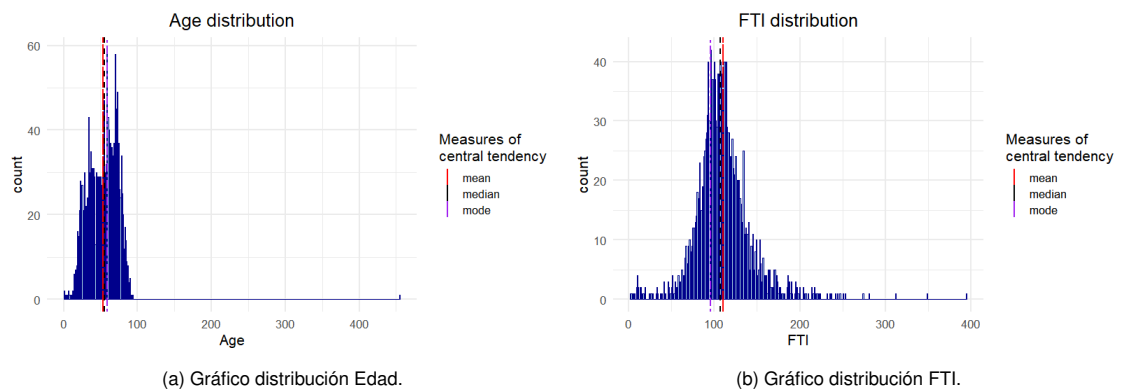 Age distribution
60
40
20
0
count
0
100
200
300
400
Age
Measures of
central tendency
mean
median
mode
(a) Gráfico distribución Edad.
FTI distribution
40
30
20
10
0
count
0
100
200
300
400
FTI
Measures of
central tendency
mean
median
mode
(b) Gráfico distribución FTI.